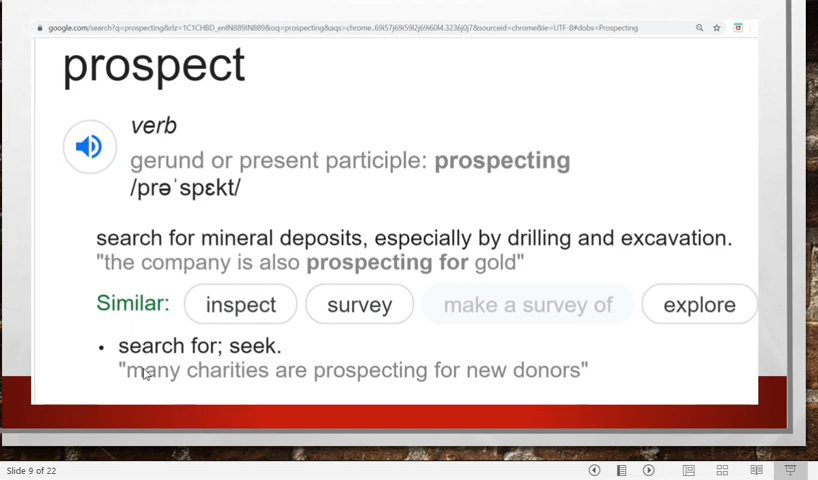 google.com/search?q=prospecting&rlz=1C1CHBD_enIN889IN889&oq=prospecting&aqs=chrome..69i57j69i59l2j69i60l4.3236j0j7&sourceid=chrome&ie=UTF-8#dobs=Prospecting
prospect
verb
gerund or present participle: prospecting
/prəˈspɛkt/
search for mineral deposits, especially by drilling and excavation.
"the company is also prospecting for gold"
Similar: inspect survey make a survey of explore
• search for; seek.
"many charities are prospecting for new donors"
Slide 9 of 22